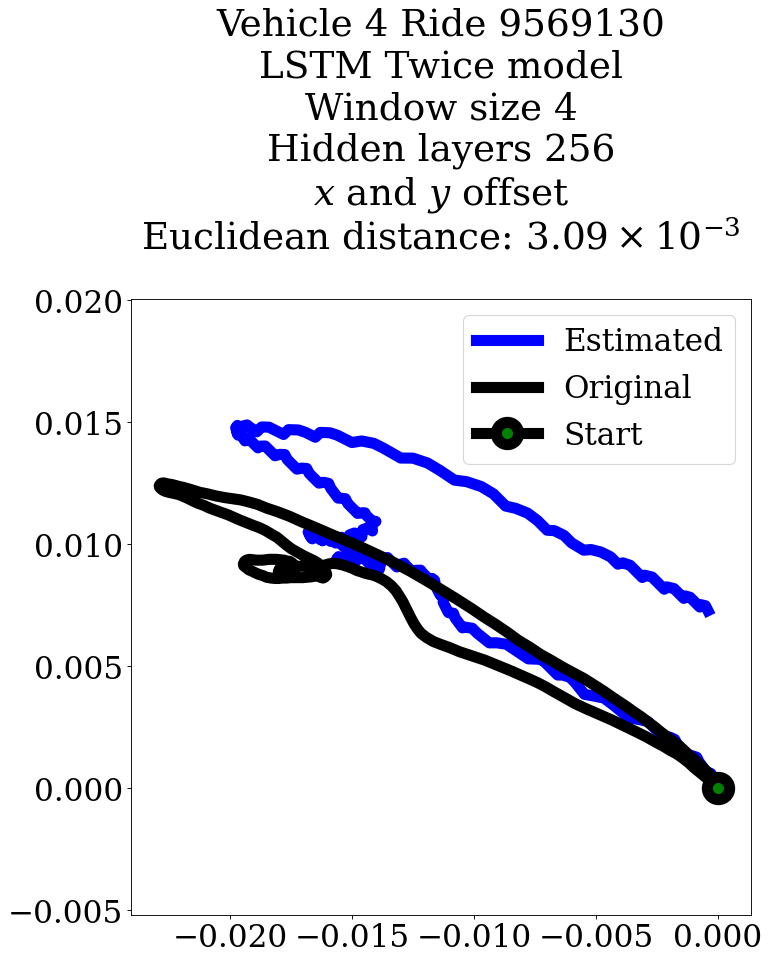 Vehicle 4 Ride 9569130
LSTM Twice model
Window size 4
Hidden layers 256
x and y offset
Euclidean distance: 3.09 × 10⁻³
0.020
0.015
0.010
0.005
0.000
−0.005
Estimated
Original
Start
−0.020 −0.015 −0.010 −0.005 0.000